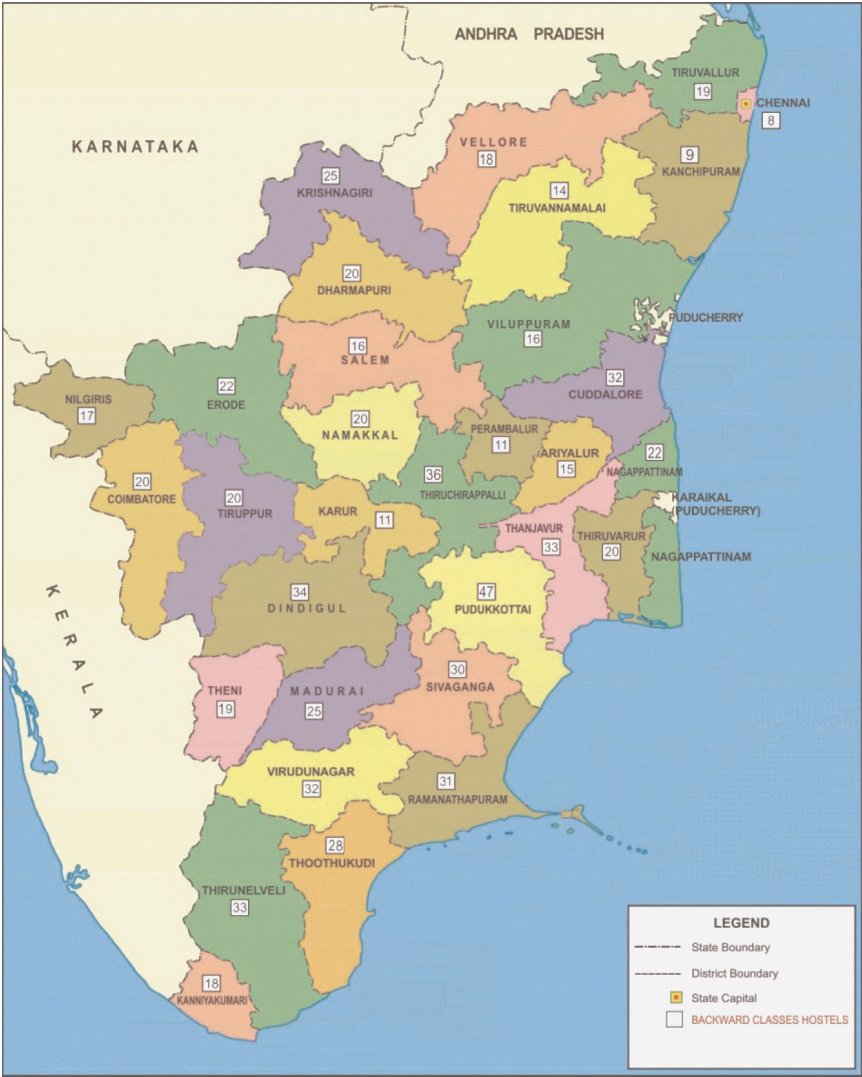 ANDHRA PRADESH
TIRUVALLUR
19
CHENNAI
8
KARNATAKA
VELLORE
18
9
KANCHIPURAM
25
KRISHNAGIRI
14
TIRUVANNAMALAI
20
DHARMAPURI
VILUPPURAM
16
PUDUCHERRY
16
SALEM
32
CUDDALORE
22
ERODE
NILGIRIS
17
20
NAMAKKAL
PERAMBALUR
11
ARIYALUR
15
22
NAGAPPATTINAM
36
THIRUCHIRAPPALLI
20
COIMBATORE
20
TIRUPPUR
KARUR
11
KARAIKAL
(PUDUCHERRY)
THANJAVUR
33
THIRUVARUR
20
NAGAPPATTINAM
34
DINDIGUL
47
PUDUKKOTTAI
KERALA
THENI
19
MADURAI
25
30
SIVAGANGA
VIRUDUNAGAR
32
31
RAMANATHAPURAM
28
THOOTHUKUDI
THIRUNELVELI
33
18
KANNIYAKUMARI
LEGEND
State Boundary
District Boundary
State Capital
BACKWARD CLASSES HOSTELS